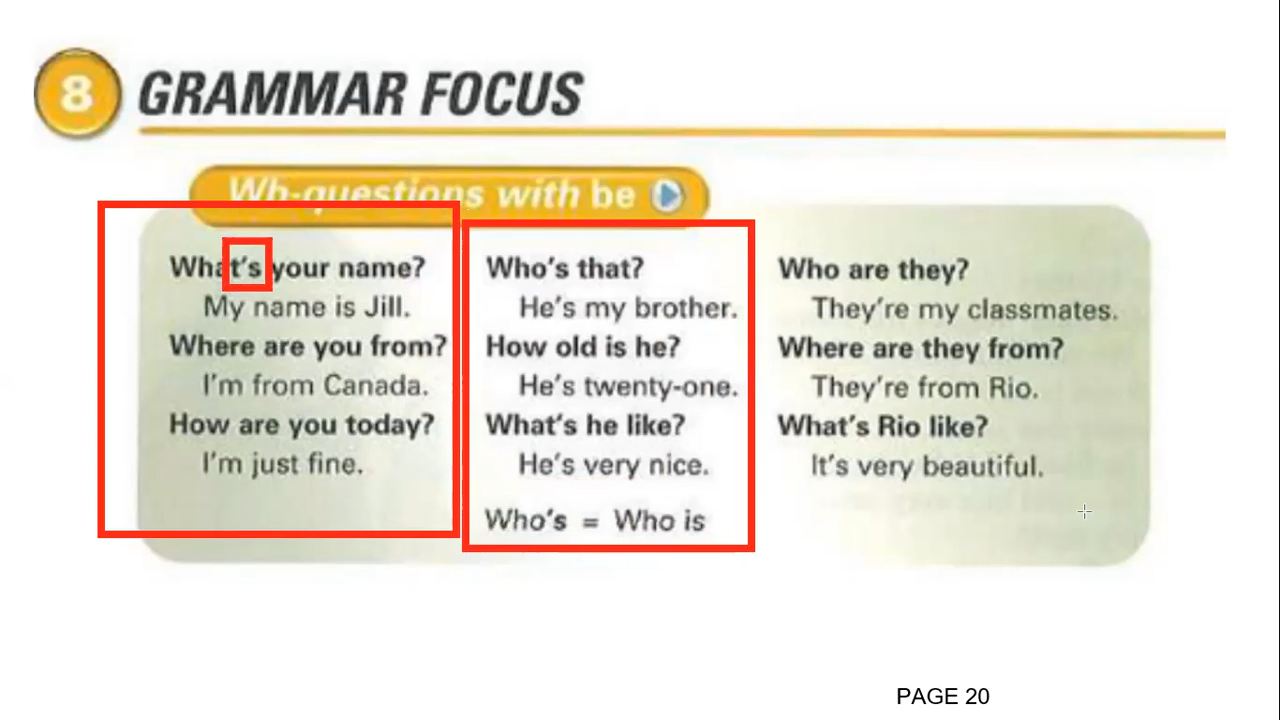 8 GRAMMAR FOCUS
Wh-questions with be
What's your name?
My name is Jill.
Where are you from?
I'm from Canada.
How are you today?
I'm just fine.
Who's that?
He's my brother.
How old is he?
He's twenty-one.
What's he like?
He's very nice.
Who's = Who is
Who are they?
They're my classmates.
Where are they from?
They're from Rio.
What's Rio like?
It's very beautiful.
PAGE 20